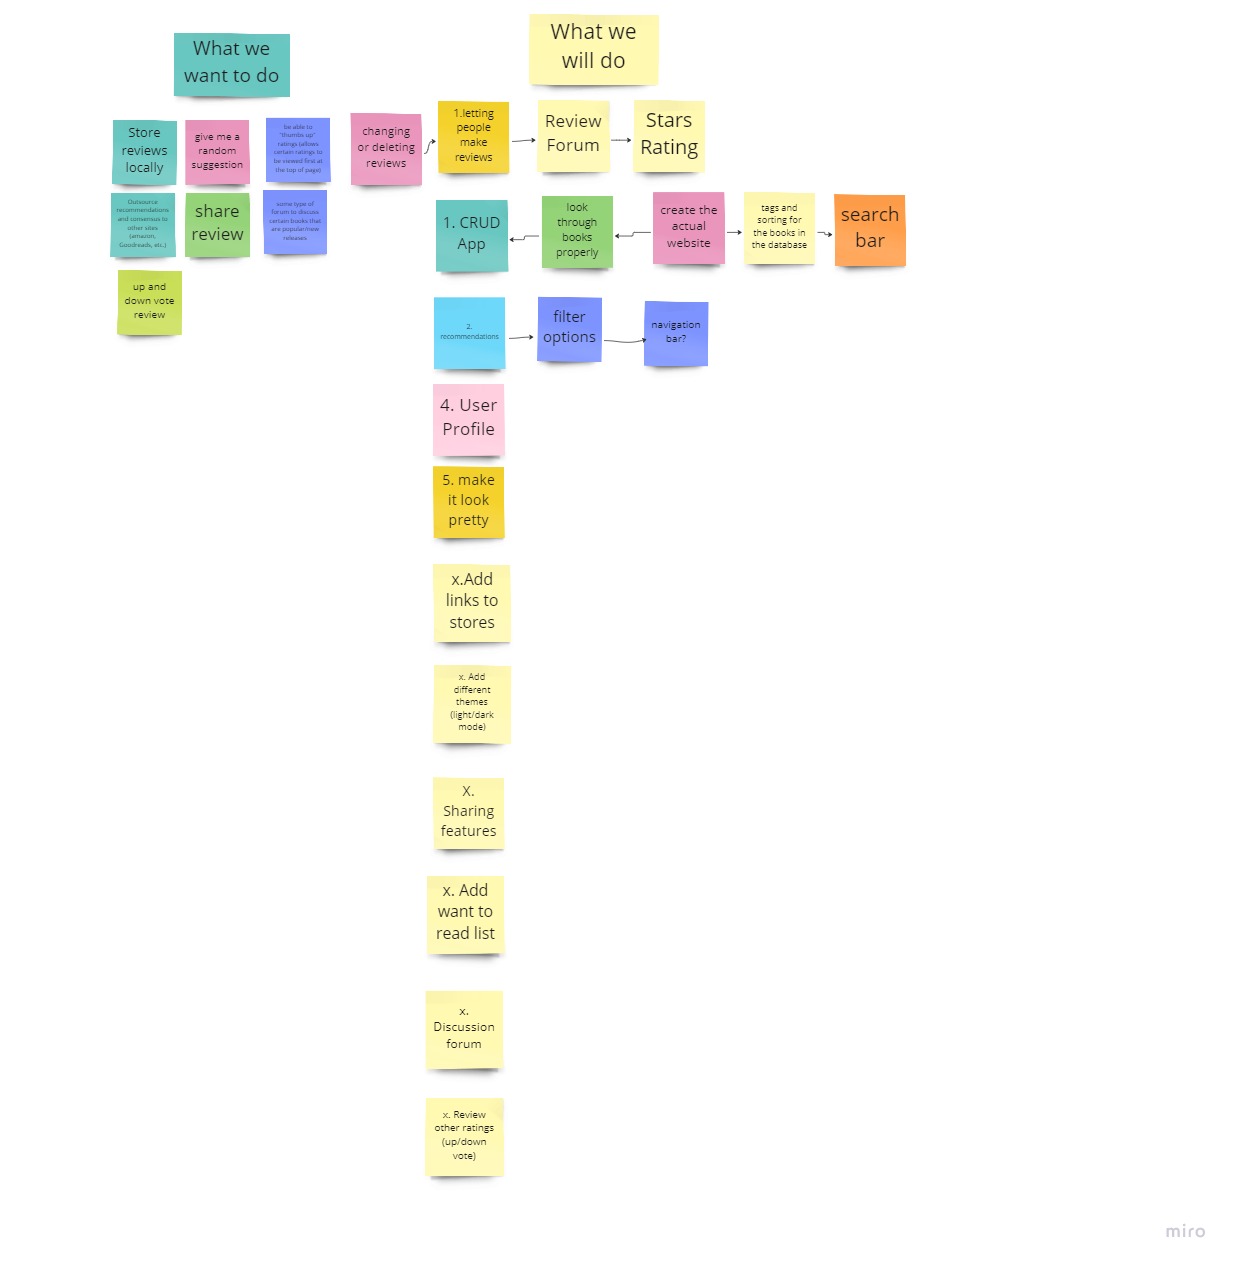 What we
want to do
What we
will do
Store
reviews
locally
give me a
random
suggestion
be able to
"thumbs up"
ratings (allows
certain ratings to
be viewed first at
the top of page)
changing
or deleting
reviews
1.letting
people
make
reviews
Review
Forum
Stars
Rating
Outsource
recommendations
and consensus to
other sites
(amazon,
Goodreads, etc.)
share
review
some type of
forum to discuss
certain books that
are popular/new
releases
1. CRUD
App
look
through
books
properly
create the
actual
website
tags and
sorting for
the books in
the database
search
bar
up and
down vote
review
2.
recommendations
filter
options
navigation
bar?
4. User
Profile
5. make
it look
pretty
x.Add
links to
stores
x. Add
different
themes
(light/dark
mode)
X.
Sharing
features
x. Add
want to
read list
x.
Discussion
forum
x. Review
other ratings
(up/down
vote)
miro